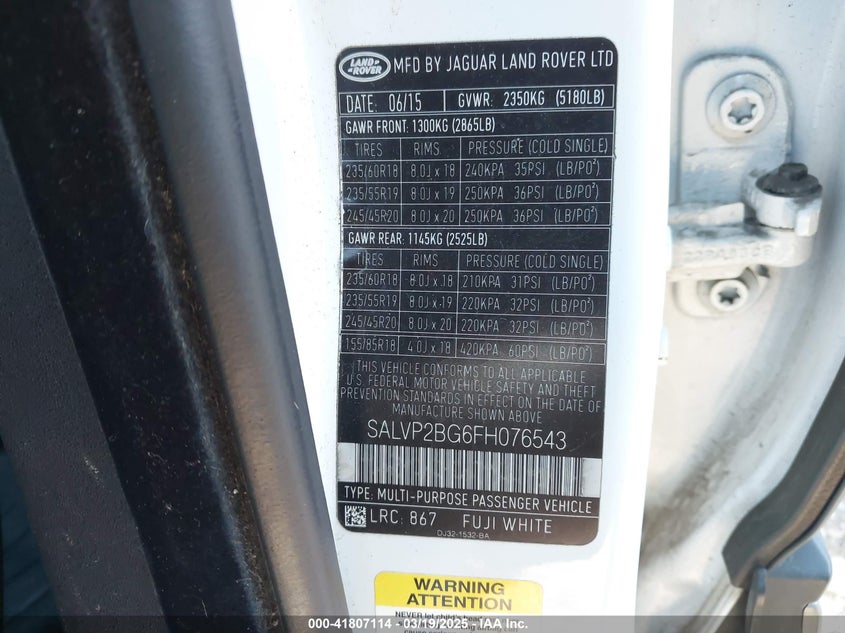 LAND ROVER
MFD BY JAGUAR LAND ROVER LTD
DATE: 06/15 GVWR: 2350KG (5180LB)
GAWR FRONT: 1300KG (2865LB)
TIRES RIMS PRESSURE (COLD SINGLE)
235/60R18 8.0J x 18 240KPA 35PSI (LB/PO²)
235/55R19 8.0J x 19 250KPA 36PSI (LB/PO²)
245/45R20 8.0J x 20 250KPA 36PSI (LB/PO²)
GAWR REAR: 1145KG (2525LB)
TIRES RIMS PRESSURE (COLD SINGLE)
235/60R18 8.0J x 18 210KPA 31PSI (LB/PO²)
235/55R19 8.0J x 19 220KPA 32PSI (LB/PO²)
245/45R20 8.0J x 20 220KPA 32PSI (LB/PO²)
155/85R18 4.0J x 18 420KPA 60PSI (LB/PO²)
THIS VEHICLE CONFORMS TO ALL APPLICABLE
U.S. FEDERAL MOTOR VEHICLE SAFETY AND THEFT
PREVENTION STANDARDS IN EFFECT ON THE DATE OF
MANUFACTURE SHOWN ABOVE
SALVP2BG6FH076543
TYPE: MULTI-PURPOSE PASSENGER VEHICLE
LRC: 867 FUJI WHITE
DJ32-1532-BA
WARNING
ATTENTION
NEVER
000-41807114 - 03/19/2025 - IAA Inc.